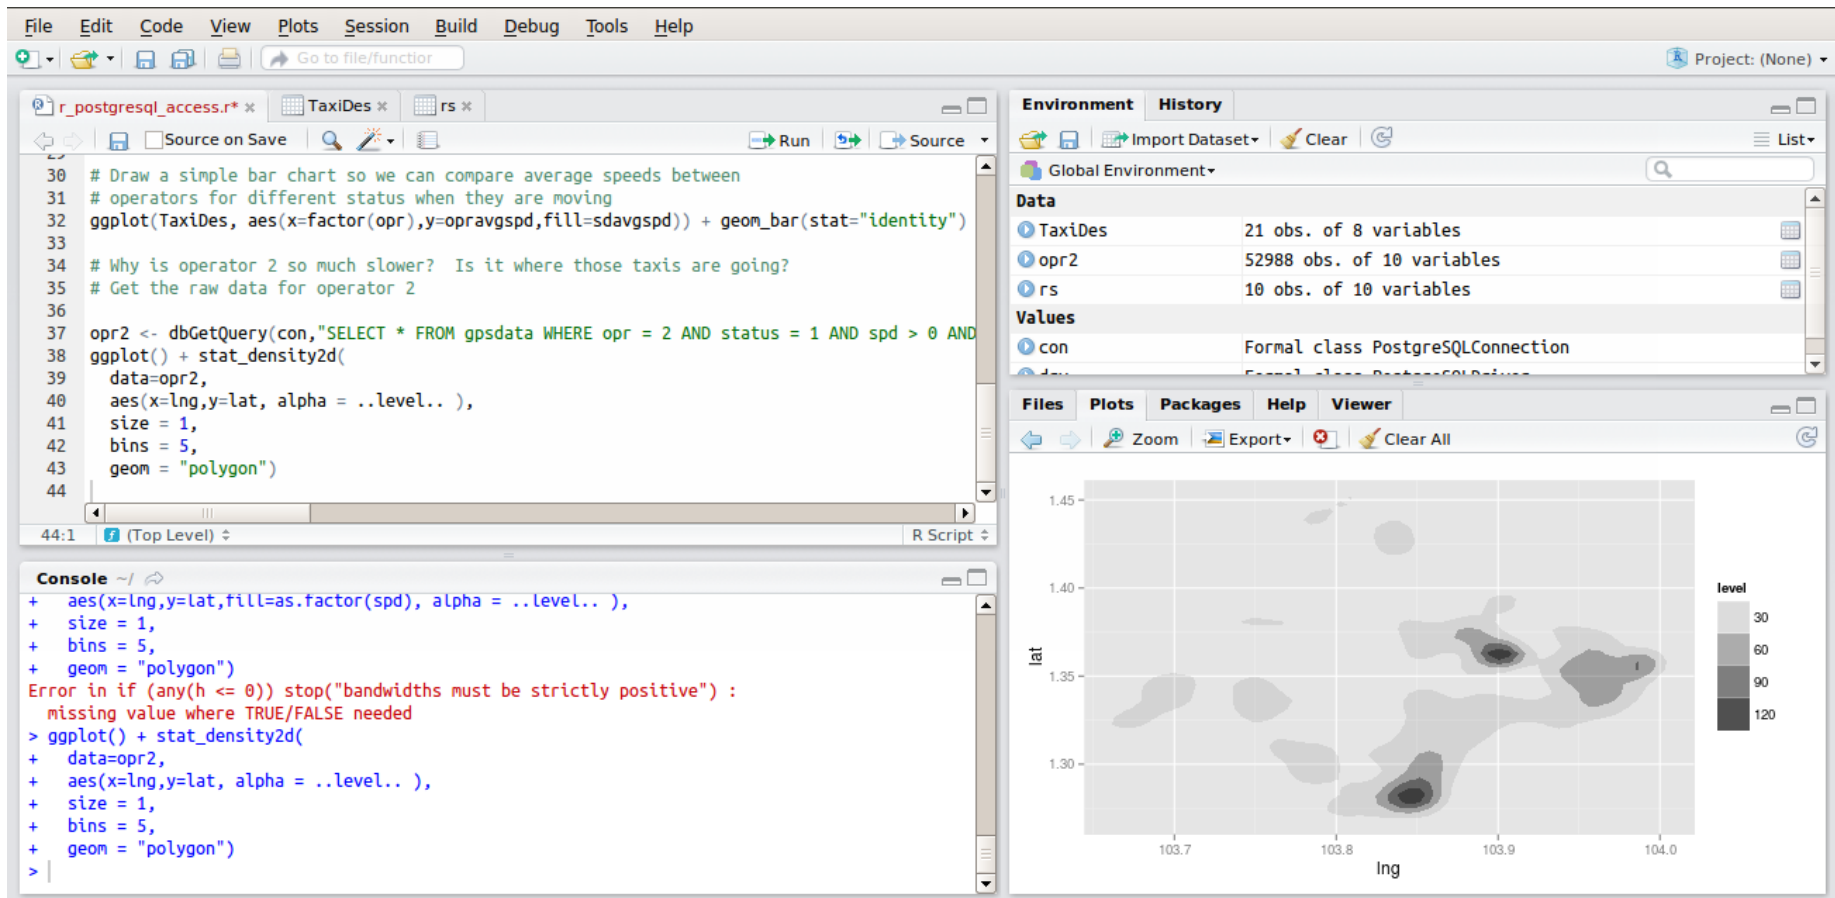 File Edit Code View Plots Session Build Debug Tools Help
Go to file/function
Project: (None)
r_postgresql_access.r* TaxiDes rs
Source on Save Run Source
30 # Draw a simple bar chart so we can compare average speeds between
31 # operators for different status when they are moving
32 ggplot(TaxiDes, aes(x=factor(opr),y=opravgspd,fill=sdavgspd)) + geom_bar(stat="identity")
33
34 # Why is operator 2 so much slower?  Is it where those taxis are going?
35 # Get the raw data for operator 2
36
37 opr2 <- dbGetQuery(con,"SELECT * FROM gpsdata WHERE opr = 2 AND status = 1 AND spd > 0 AND
38 ggplot() + stat_density2d(
39   data=opr2,
40   aes(x=lng,y=lat, alpha = ..level.. ),
41   size = 1,
42   bins = 5,
43   geom = "polygon")
44
44:1 (Top Level) R Script
Console ~/
+   aes(x=lng,y=lat,fill=as.factor(spd), alpha = ..level.. ),
+   size = 1,
+   bins = 5,
+   geom = "polygon")
Error in if (any(h <= 0)) stop("bandwidths must be strictly positive") :
  missing value where TRUE/FALSE needed
> ggplot() + stat_density2d(
+   data=opr2,
+   aes(x=lng,y=lat, alpha = ..level.. ),
+   size = 1,
+   bins = 5,
+   geom = "polygon")
>
Environment History
Import Dataset Clear List
Global Environment
Data
TaxiDes 21 obs. of 8 variables
opr2 52988 obs. of 10 variables
rs 10 obs. of 10 variables
Values
con Formal class PostgreSQLConnection
Files Plots Packages Help Viewer
Zoom Export Clear All
1.45
1.40
1.35
1.30
lat
103.7 103.8 103.9 104.0
lng
level
30
60
90
120